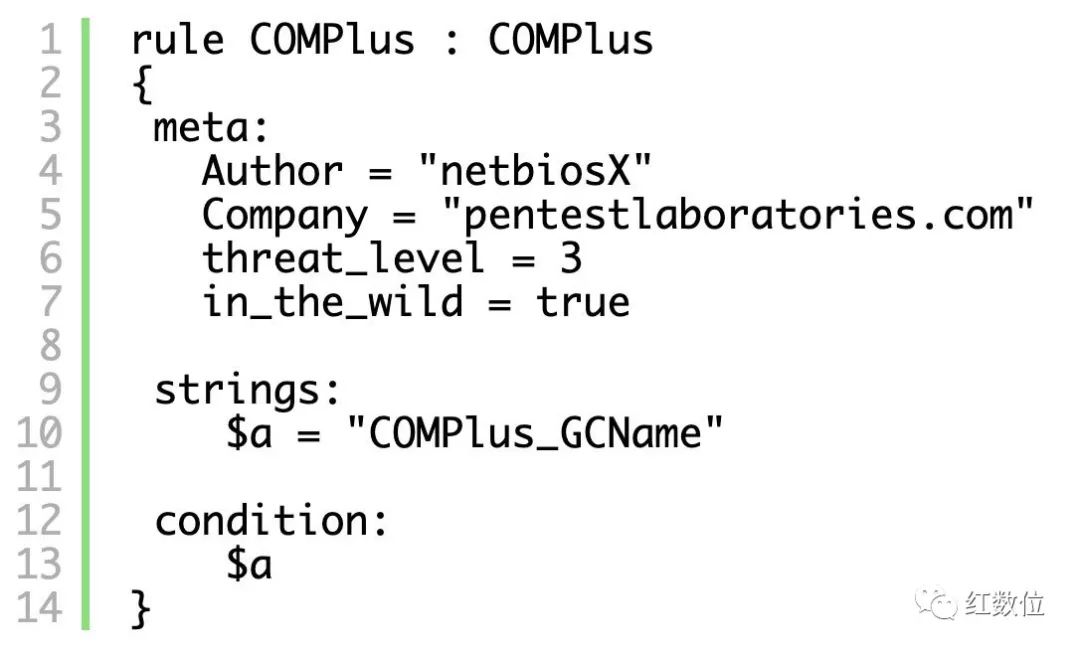 1 rule COMPlus : COMPlus
2 {
3 meta:
4 Author = "netbiosX"
5 Company = "pentestlaboratories.com"
6 threat_level = 3
7 in_the_wild = true
8
9 strings:
10 $a = "COMPlus_GCName"
11
12 condition:
13 $a
14 }
红数位